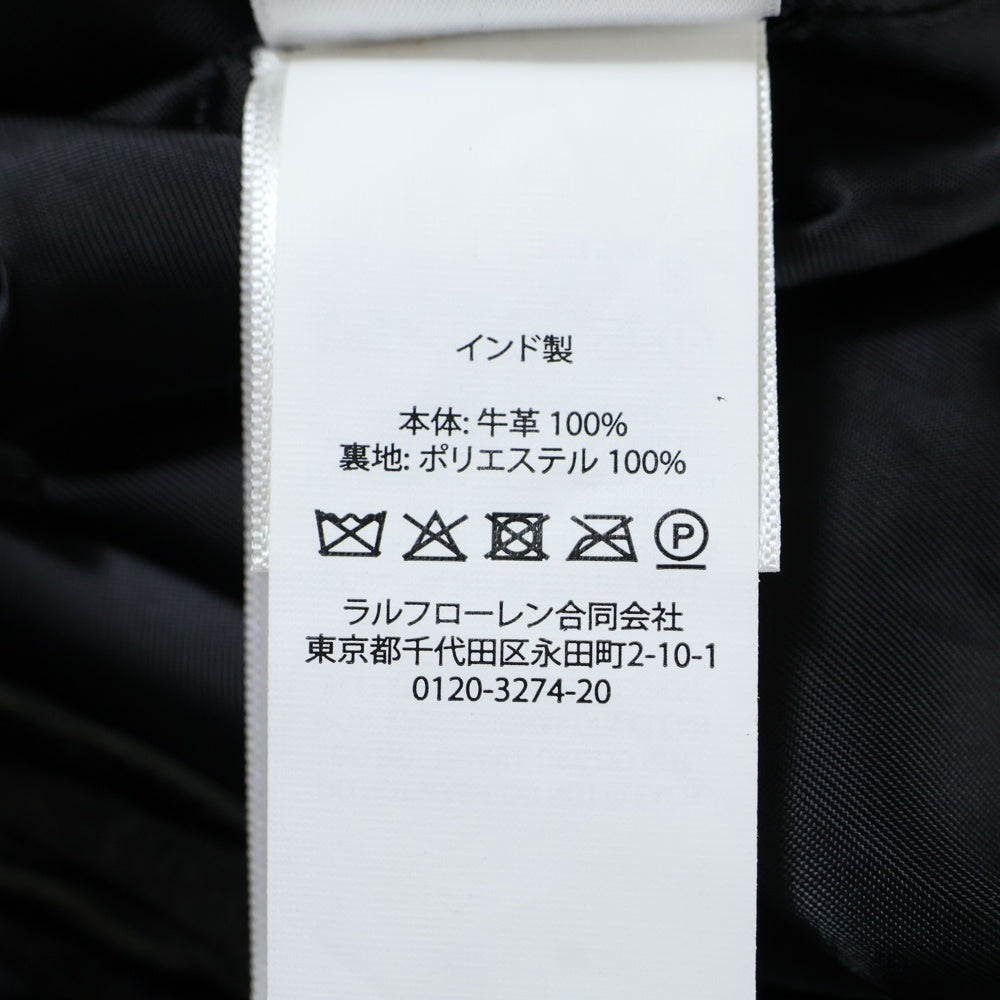 インド製
本体: 牛革 100%
裏地: ポリエステル 100%
P
ラルフローレン合同会社
東京都千代田区永田町2-10-1
0120-3274-20